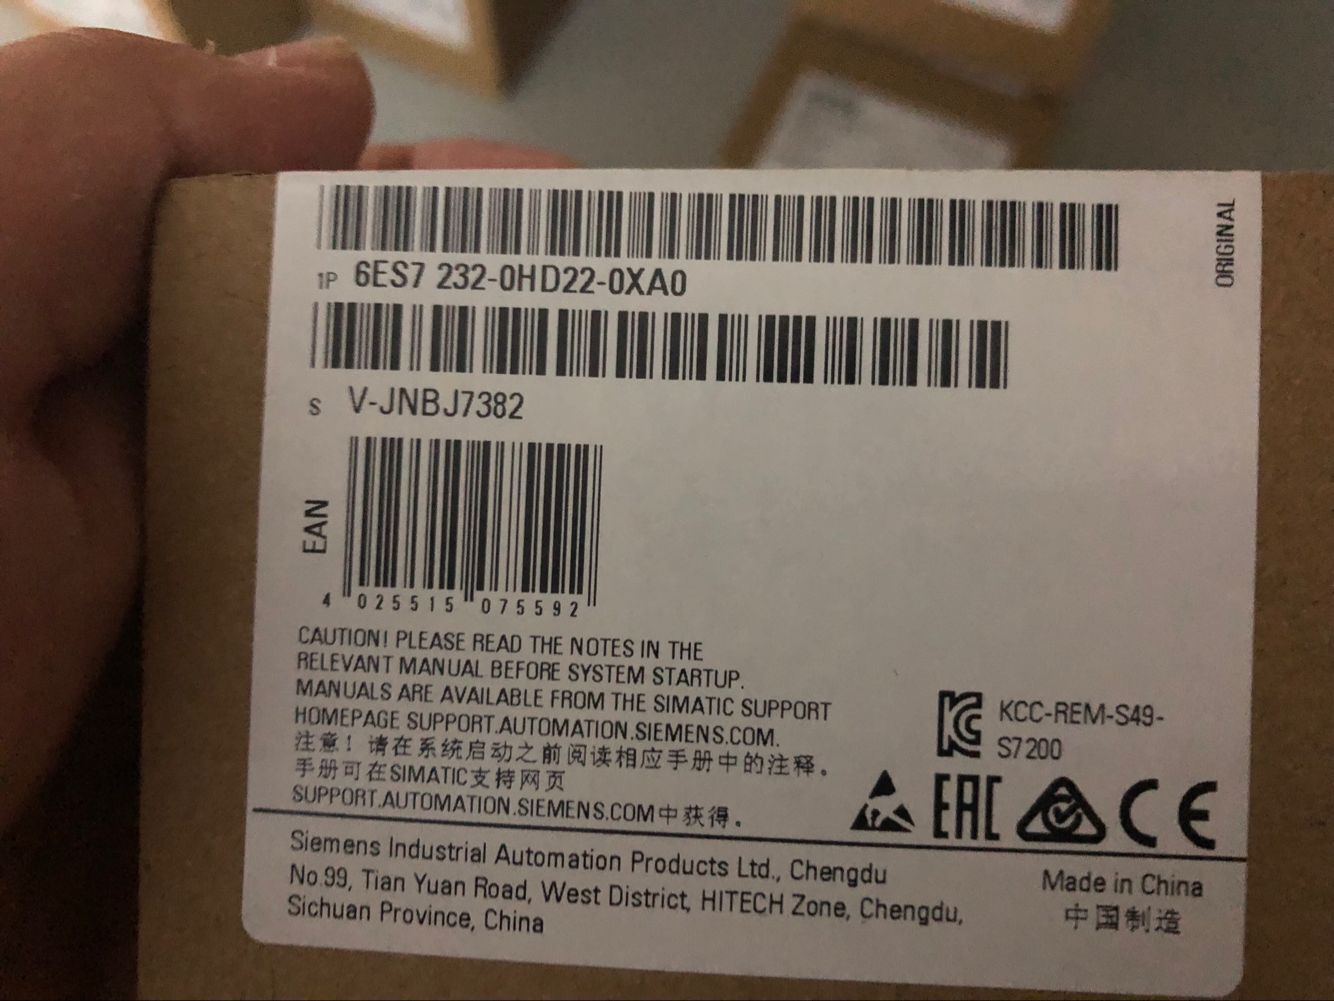 ORIGINAL
1P 6ES7 232-0HD22-0XA0
S V-JNBJ7382
EAN
4 025515 075592
CAUTION! PLEASE READ THE NOTES IN THE
RELEVANT MANUAL BEFORE SYSTEM STARTUP.
MANUALS ARE AVAILABLE FROM THE SIMATIC SUPPORT
HOMEPAGE SUPPORT.AUTOMATION.SIEMENS.COM.
注意！请在系统启动之前阅读相应手册中的注释。
手册可在SIMATIC支持网页
SUPPORT.AUTOMATION.SIEMENS.COM中获得。
KCC-REM-S49-
S7200
EAC
CE
Siemens Industrial Automation Products Ltd., Chengdu
No.99, Tian Yuan Road, West District, HITECH Zone, Chengdu,
Sichuan Province, China
Made in China
中国制造